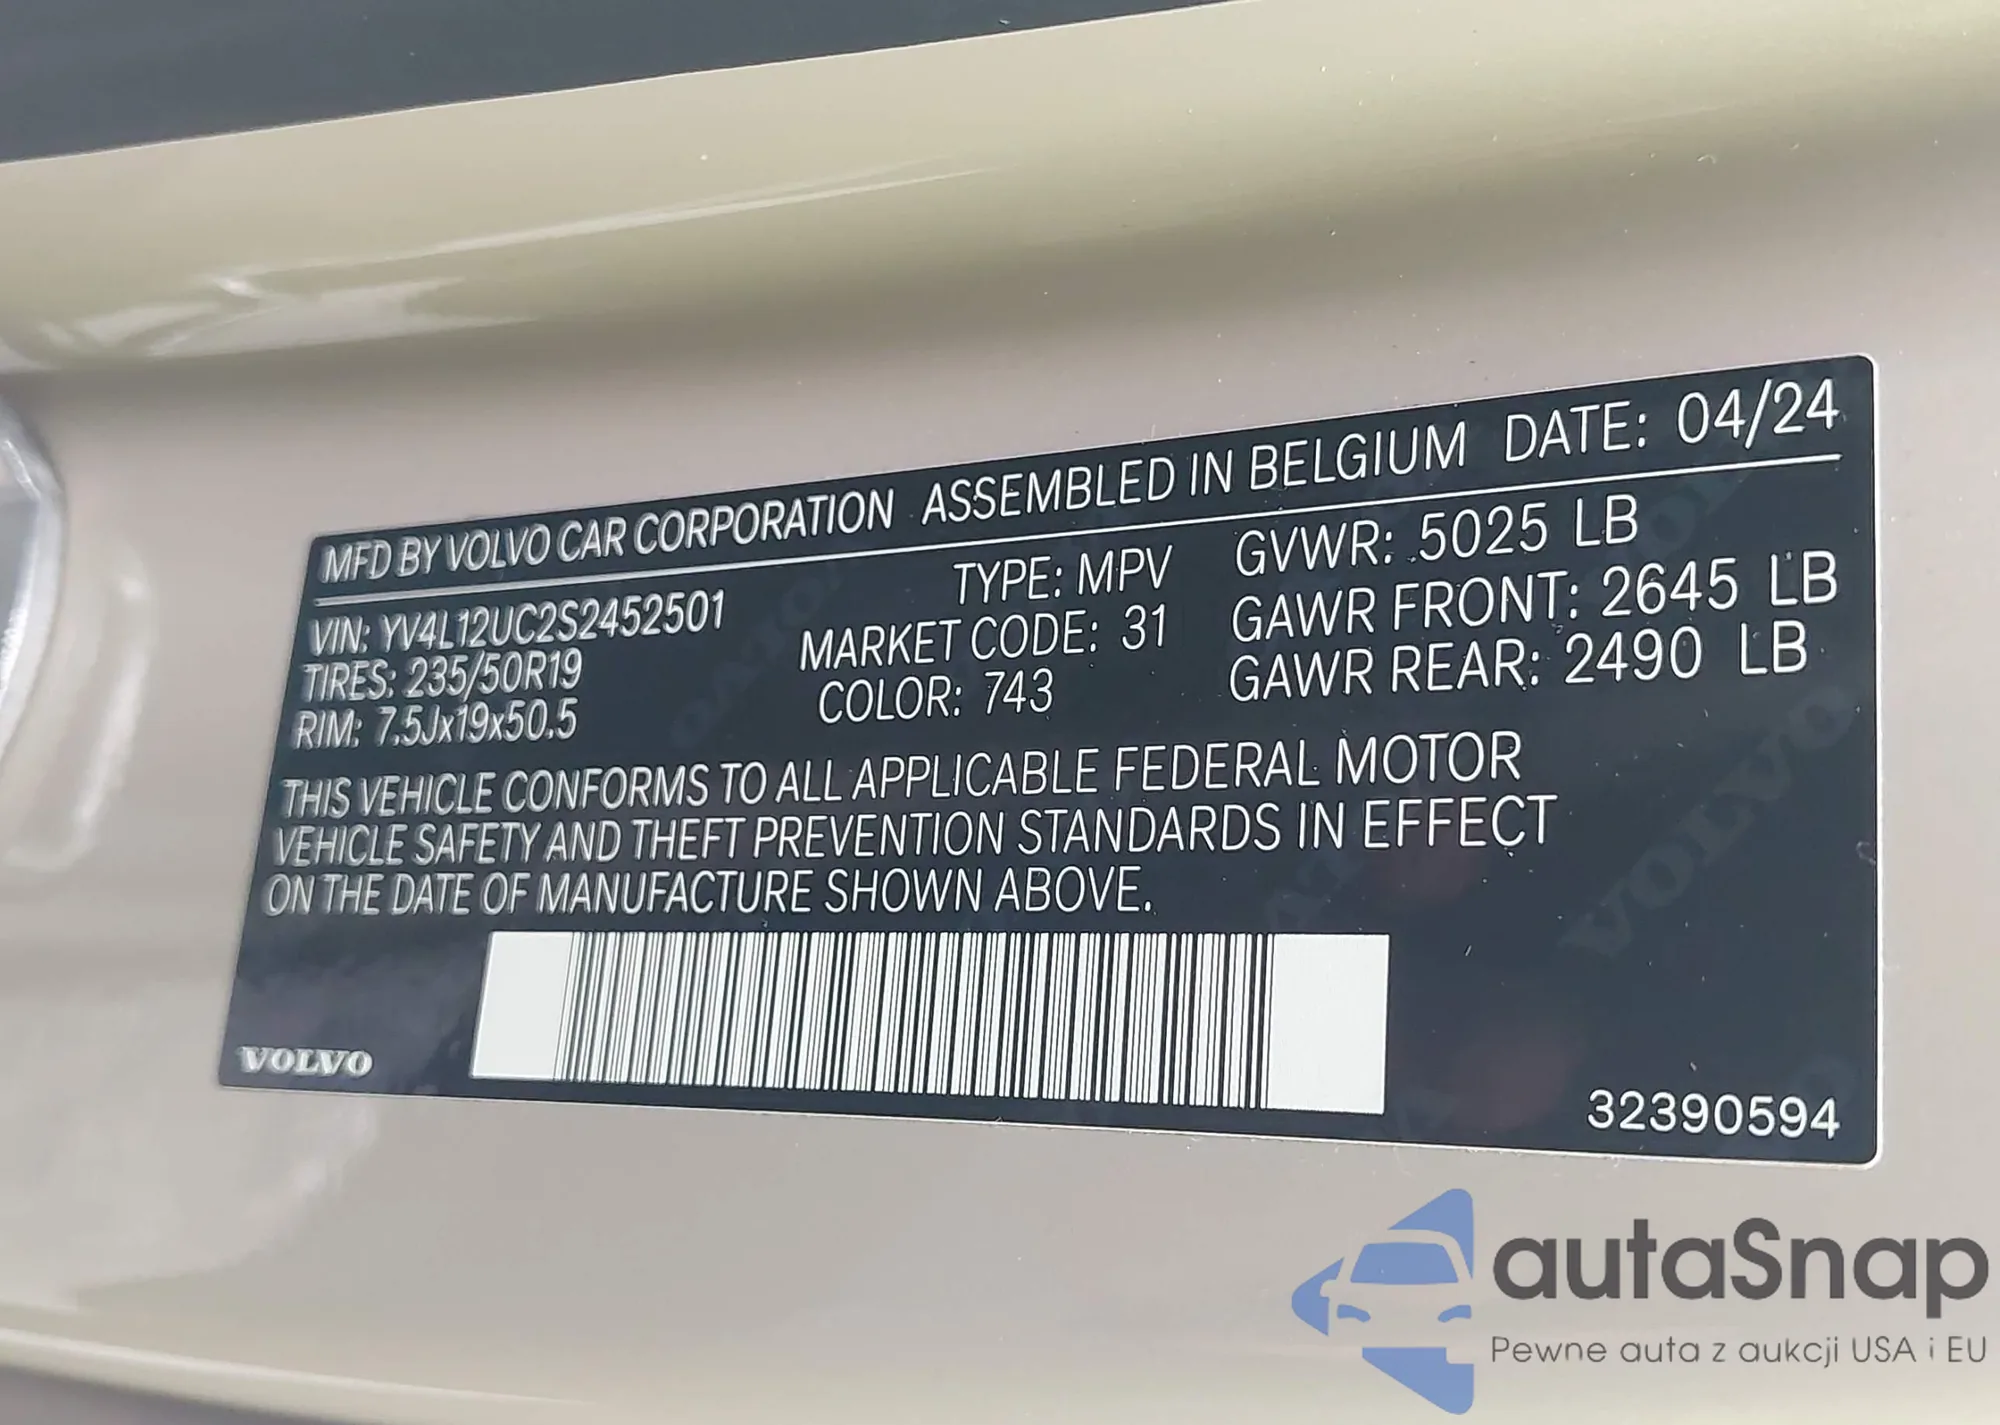 MFD BY VOLVO CAR CORPORATION ASSEMBLED IN BELGIUM DATE: 04/24
VIN: YV4L12UC2S2452501 TYPE: MPV GVWR: 5025 LB
TIRES: 235/50R19 MARKET CODE: 31 GAWR FRONT: 2645 LB
RIM: 7.5Jx19x50.5 COLOR: 743 GAWR REAR: 2490 LB
THIS VEHICLE CONFORMS TO ALL APPLICABLE FEDERAL MOTOR
VEHICLE SAFETY AND THEFT PREVENTION STANDARDS IN EFFECT
ON THE DATE OF MANUFACTURE SHOWN ABOVE.
VOLVO
32390594
autaSnap
Pewne auta z aukcji USA i EU